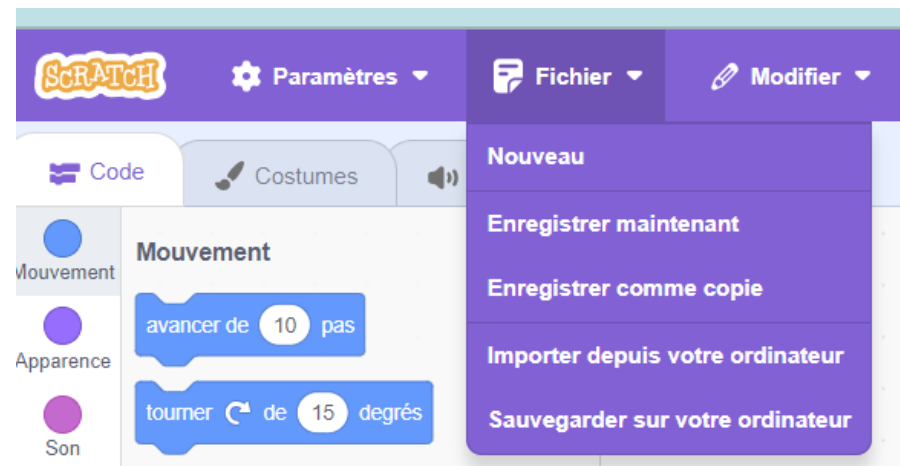 SCRATCH Paramètres Fichier Modifier
Code Costumes
Nouveau
Enregistrer maintenant
Enregistrer comme copie
Importer depuis votre ordinateur
Sauvegarder sur votre ordinateur
Mouvement
Apparence
Son
Mouvement
avancer de 10 pas
tourner de 15 degrés